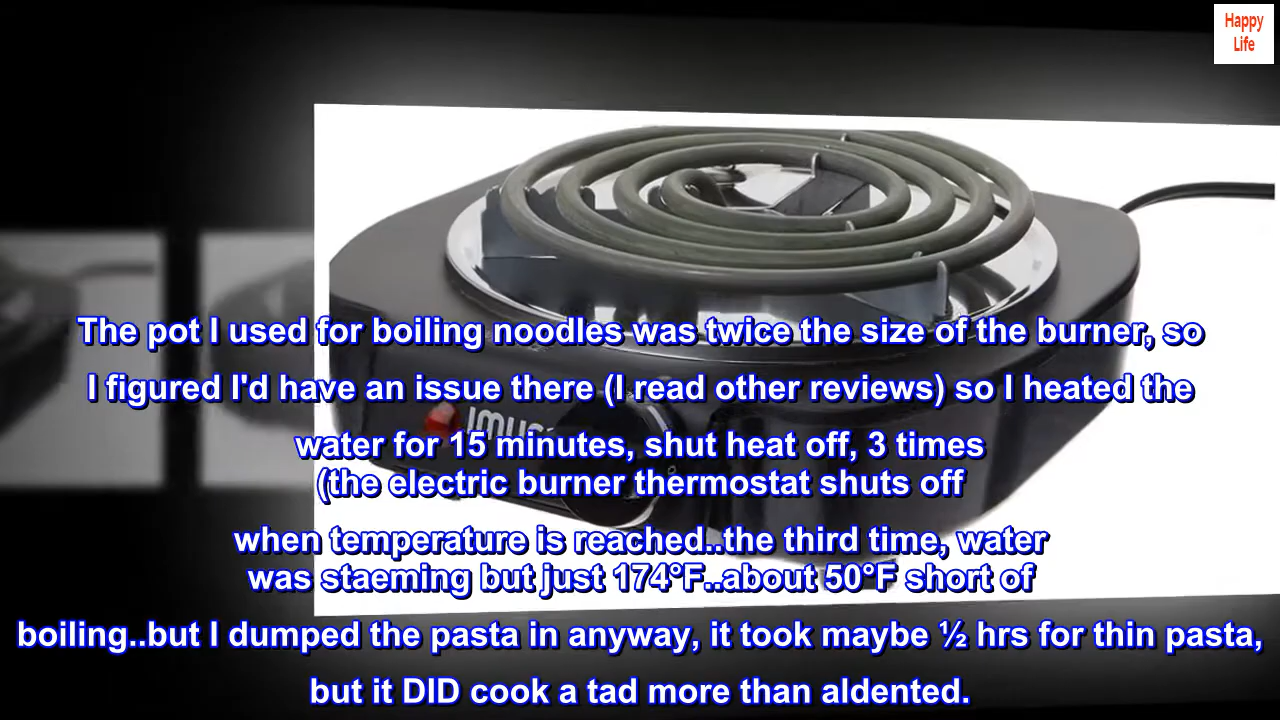 Happy
Life
The pot I used for boiling noodles was twice the size of the burner, so
I figured I'd have an issue there (I read other reviews) so I heated the
water for 15 minutes, shut heat off, 3 times
(the electric burner thermostat shuts off
when temperature is reached..the third time, water
was staeming but just 174°F..about 50°F short of
boiling..but I dumped the pasta in anyway, it took maybe ½ hrs for thin pasta,
but it DID cook a tad more than aldented.